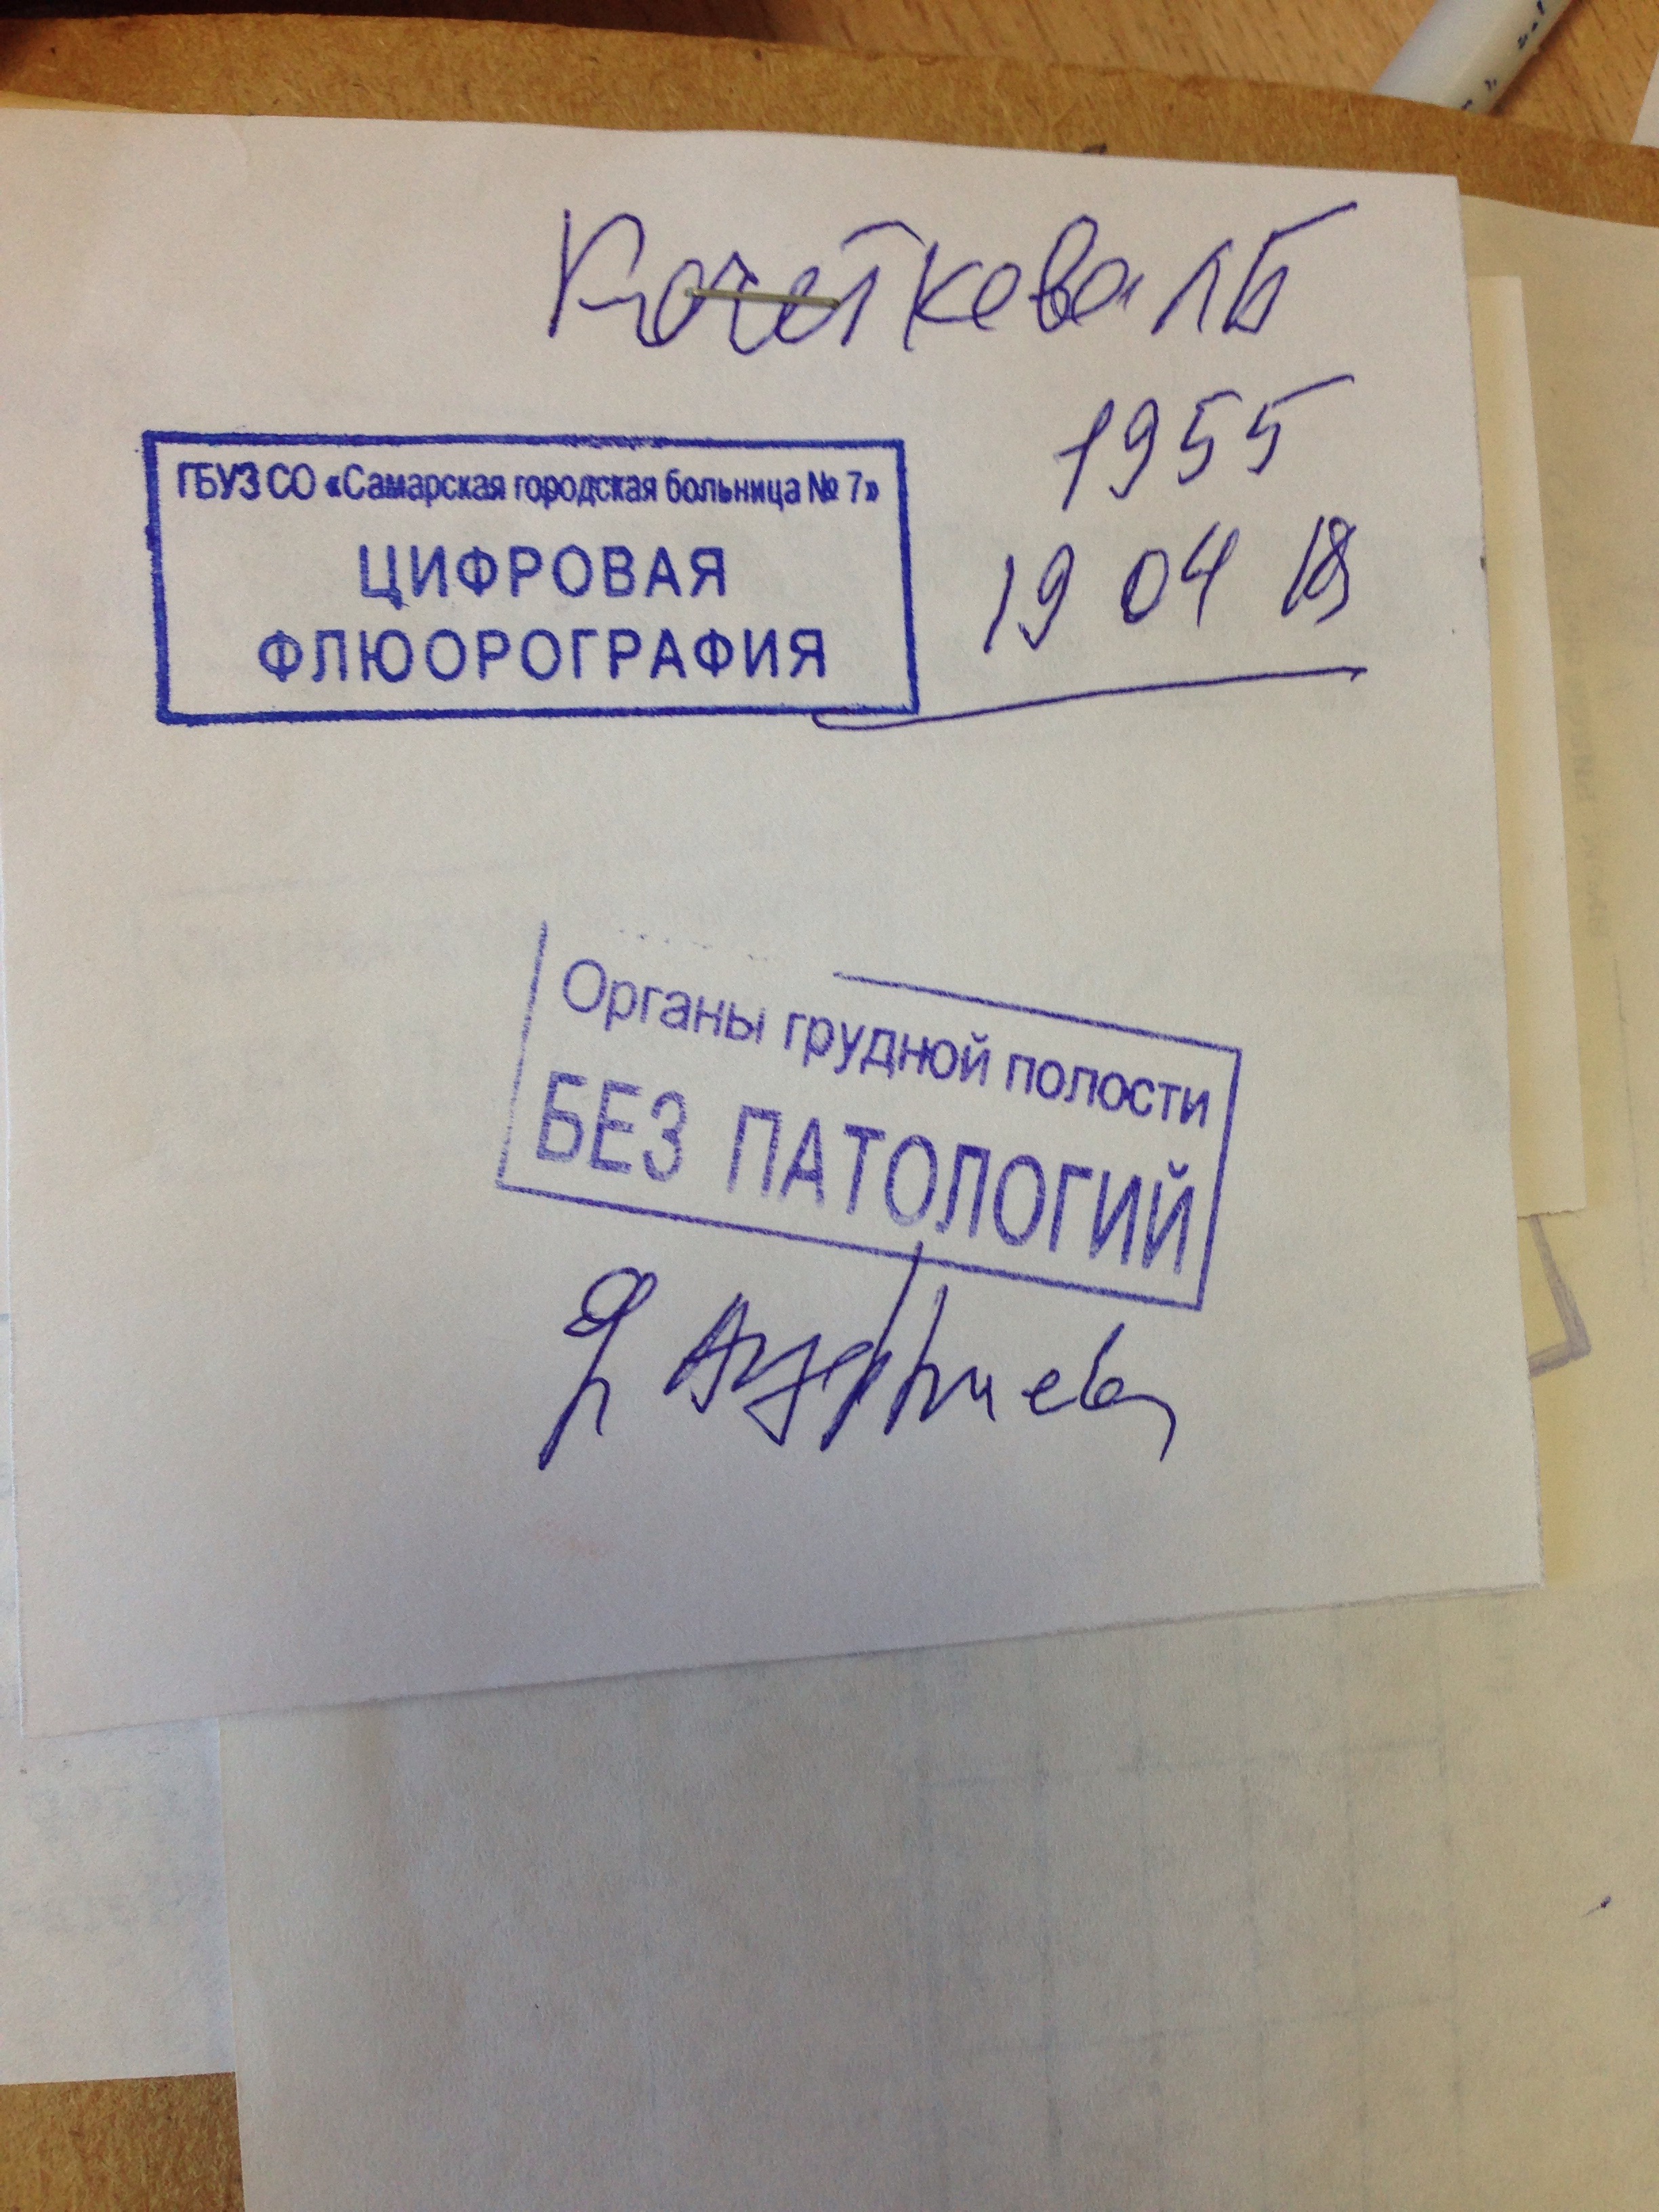 Кочеткова ЛБ
1955
ГБУЗ СО «Самарская городская больница № 7»
ЦИФРОВАЯ
ФЛЮОРОГРАФИЯ
19 04 18
Органы грудной полости
БЕЗ ПАТОЛОГИЙ